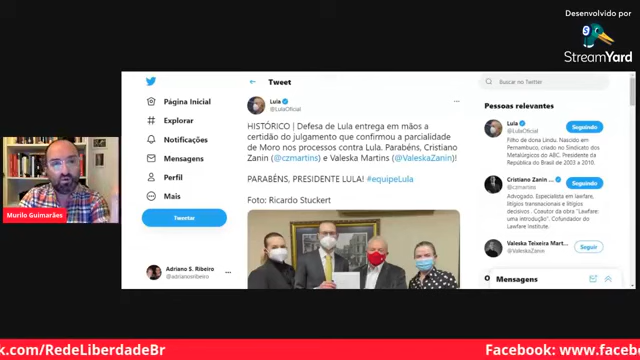 Desenvolvido por
StreamYard
Tweet
Página Inicial
Explorar
Notificações
Mensagens
Perfil
Mais
Tweetar
Adriano S. Ribeiro
@adrianosribeiro
Lula
@LulaOficial
HISTÓRICO | Defesa de Lula entrega em mãos a
certidão do julgamento que confirmou a parcialidade
de Moro nos processos contra Lula. Parabéns, Cristiano
Zanin (@czmartins) e Valeska Martins (@ValeskaZanin)!
PARABÉNS, PRESIDENTE LULA! #equipeLula
Foto: Ricardo Stuckert
Buscar no Twitter
Pessoas relevantes
Lula
@LulaOficial
Seguindo
Filho de dona Lindu. Nasceu em
Pernambuco, criado no Sindicato dos
Metalúrgicos do ABC. Presidente da
República do Brasil de 2003 a
2010.
Cristiano Zanin ...
@czmartins
Seguindo
Advogado. Especialista em lawfare,
litígios transnacionais e litígios
decisivos . Coautor da obra "Lawfare:
uma introdução". Cofundador do
Lawfare Institute.
Valeska Teixeira Mart...
@ValeskaZanin
Seguir
Mensagens
Murilo Guimarães
k.com/RedeLiberdadeBr
Facebook: www.faceb